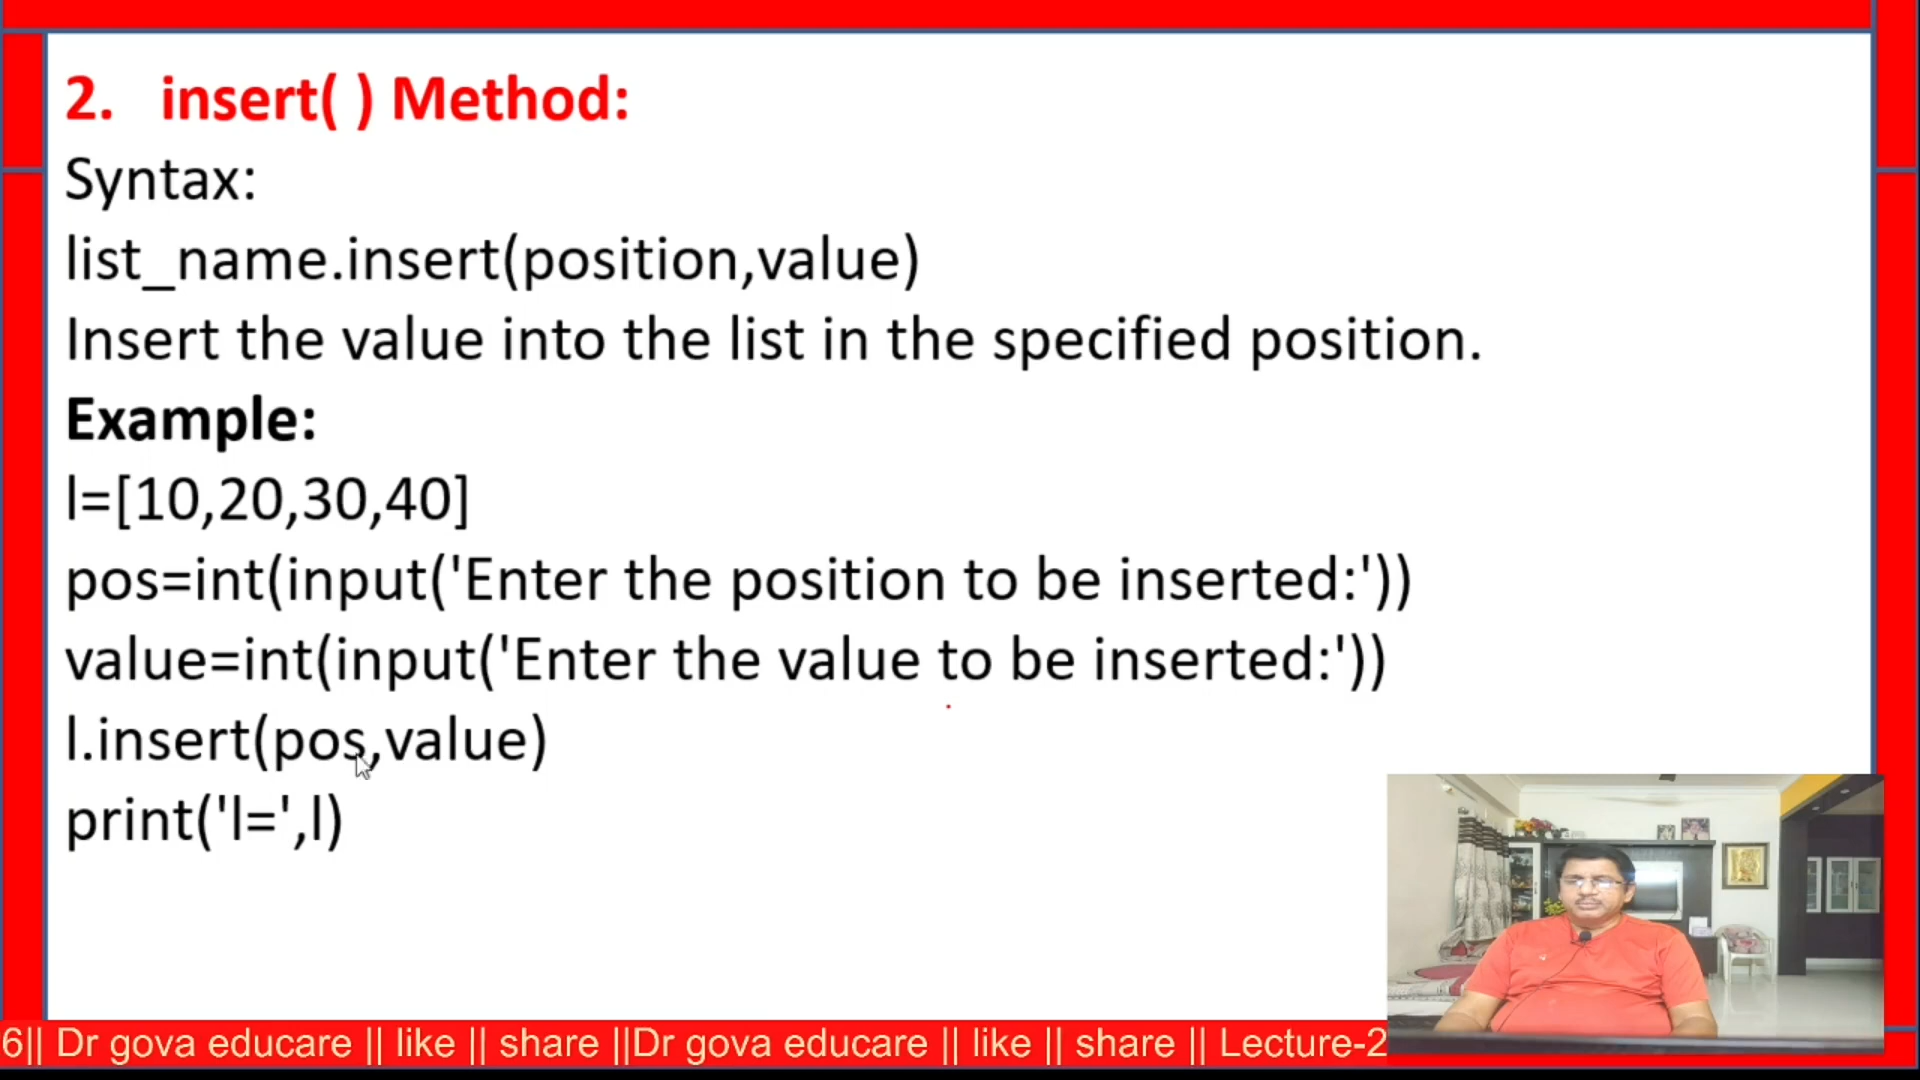 2. insert( ) Method:
Syntax:
list_name.insert(position,value)
Insert the value into the list in the specified position.
Example:
l=[10,20,30,40]
pos=int(input('Enter the position to be inserted:'))
value=int(input('Enter the value to be inserted:'))
l.insert(pos,value)
print('l=',l)
6|| Dr gova educare || like || share ||Dr gova educare || like || share || Lecture-2